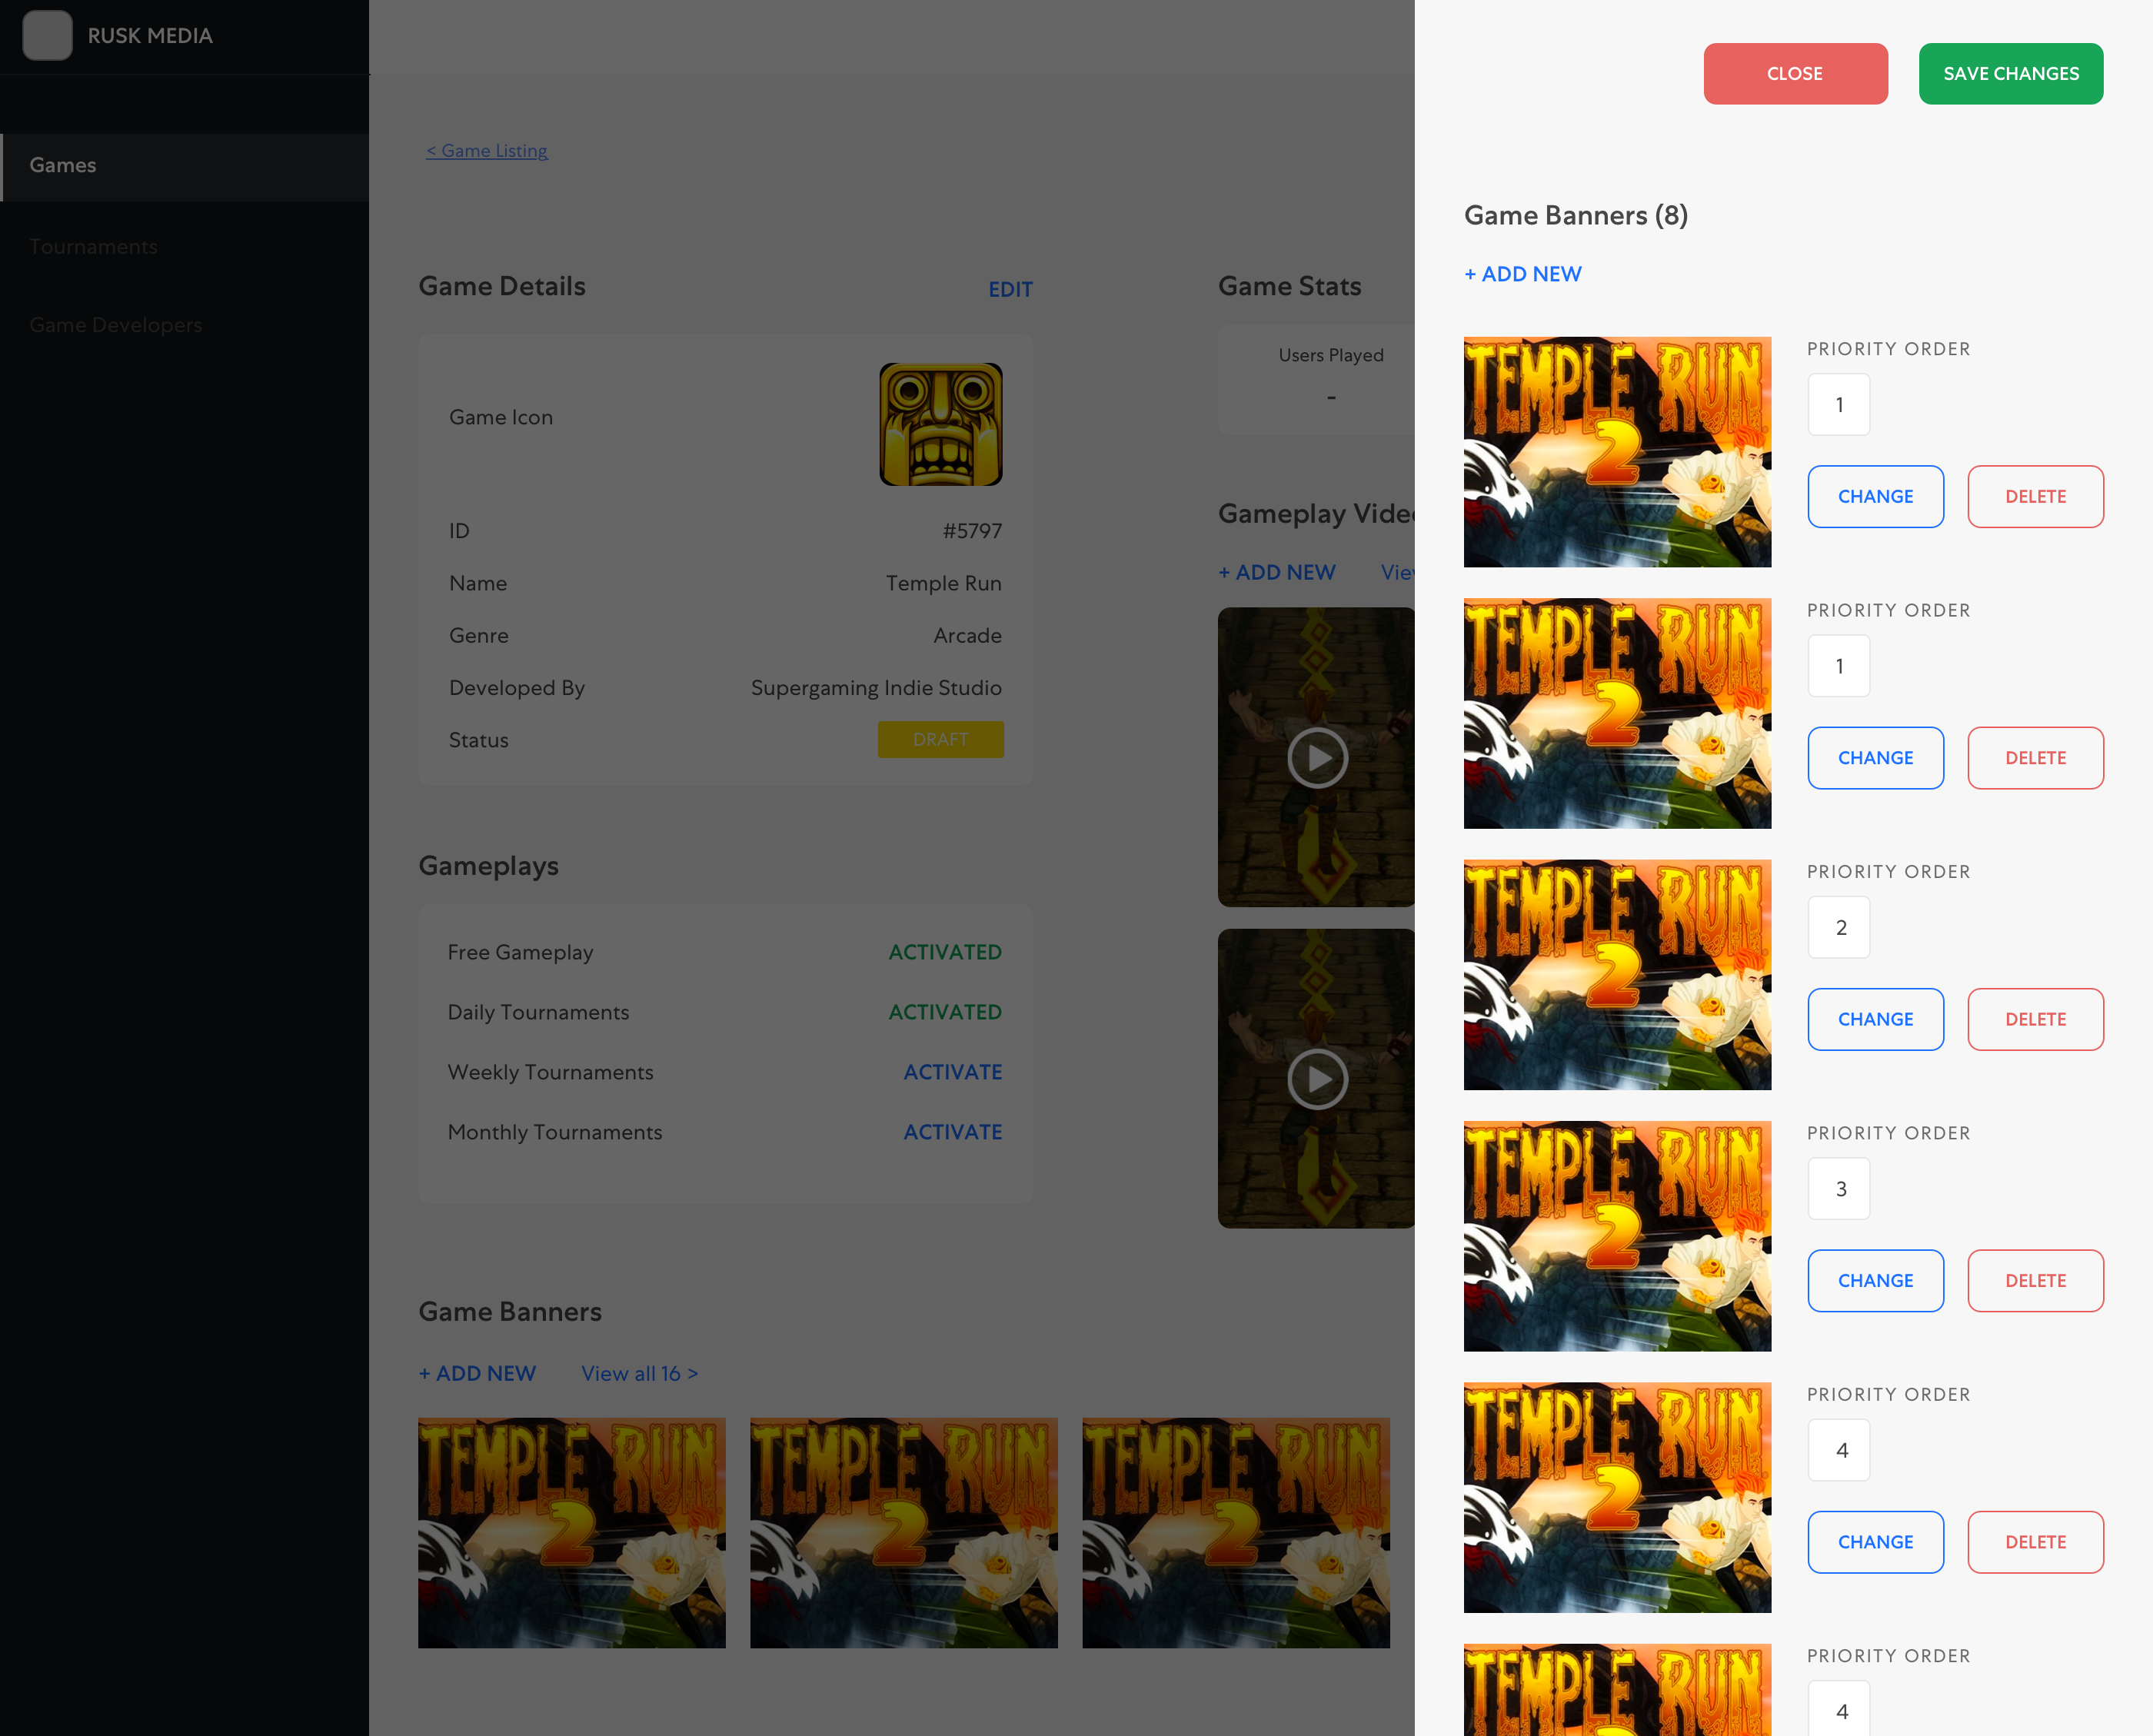 RUSK MEDIA
Games
Tournaments
Game Developers
< Game Listing
Game Details
EDIT
Game Icon
ID
#5797
Name
Temple Run
Genre
Arcade
Developed By
Supergaming Indie Studio
Status
DRAFT
Gameplays
Free Gameplay
ACTIVATED
Daily Tournaments
ACTIVATED
Weekly Tournaments
ACTIVATE
Monthly Tournaments
ACTIVATE
Game Banners
+ ADD NEW
View all 16 >
TEMPLE RUN
2
TEMPLE RUN
2
TEMPLE RUN
2
Game Stats
Users Played
-
Gameplay Video
+ ADD NEW
View
CLOSE
SAVE CHANGES
Game Banners (8)
+ ADD NEW
TEMPLE RUN
2
PRIORITY ORDER
1
CHANGE
DELETE
TEMPLE RUN
2
PRIORITY ORDER
1
CHANGE
DELETE
TEMPLE RUN
2
PRIORITY ORDER
2
CHANGE
DELETE
TEMPLE RUN
2
PRIORITY ORDER
3
CHANGE
DELETE
TEMPLE RUN
2
PRIORITY ORDER
4
CHANGE
DELETE
TEMPLE RUN
PRIORITY ORDER
4